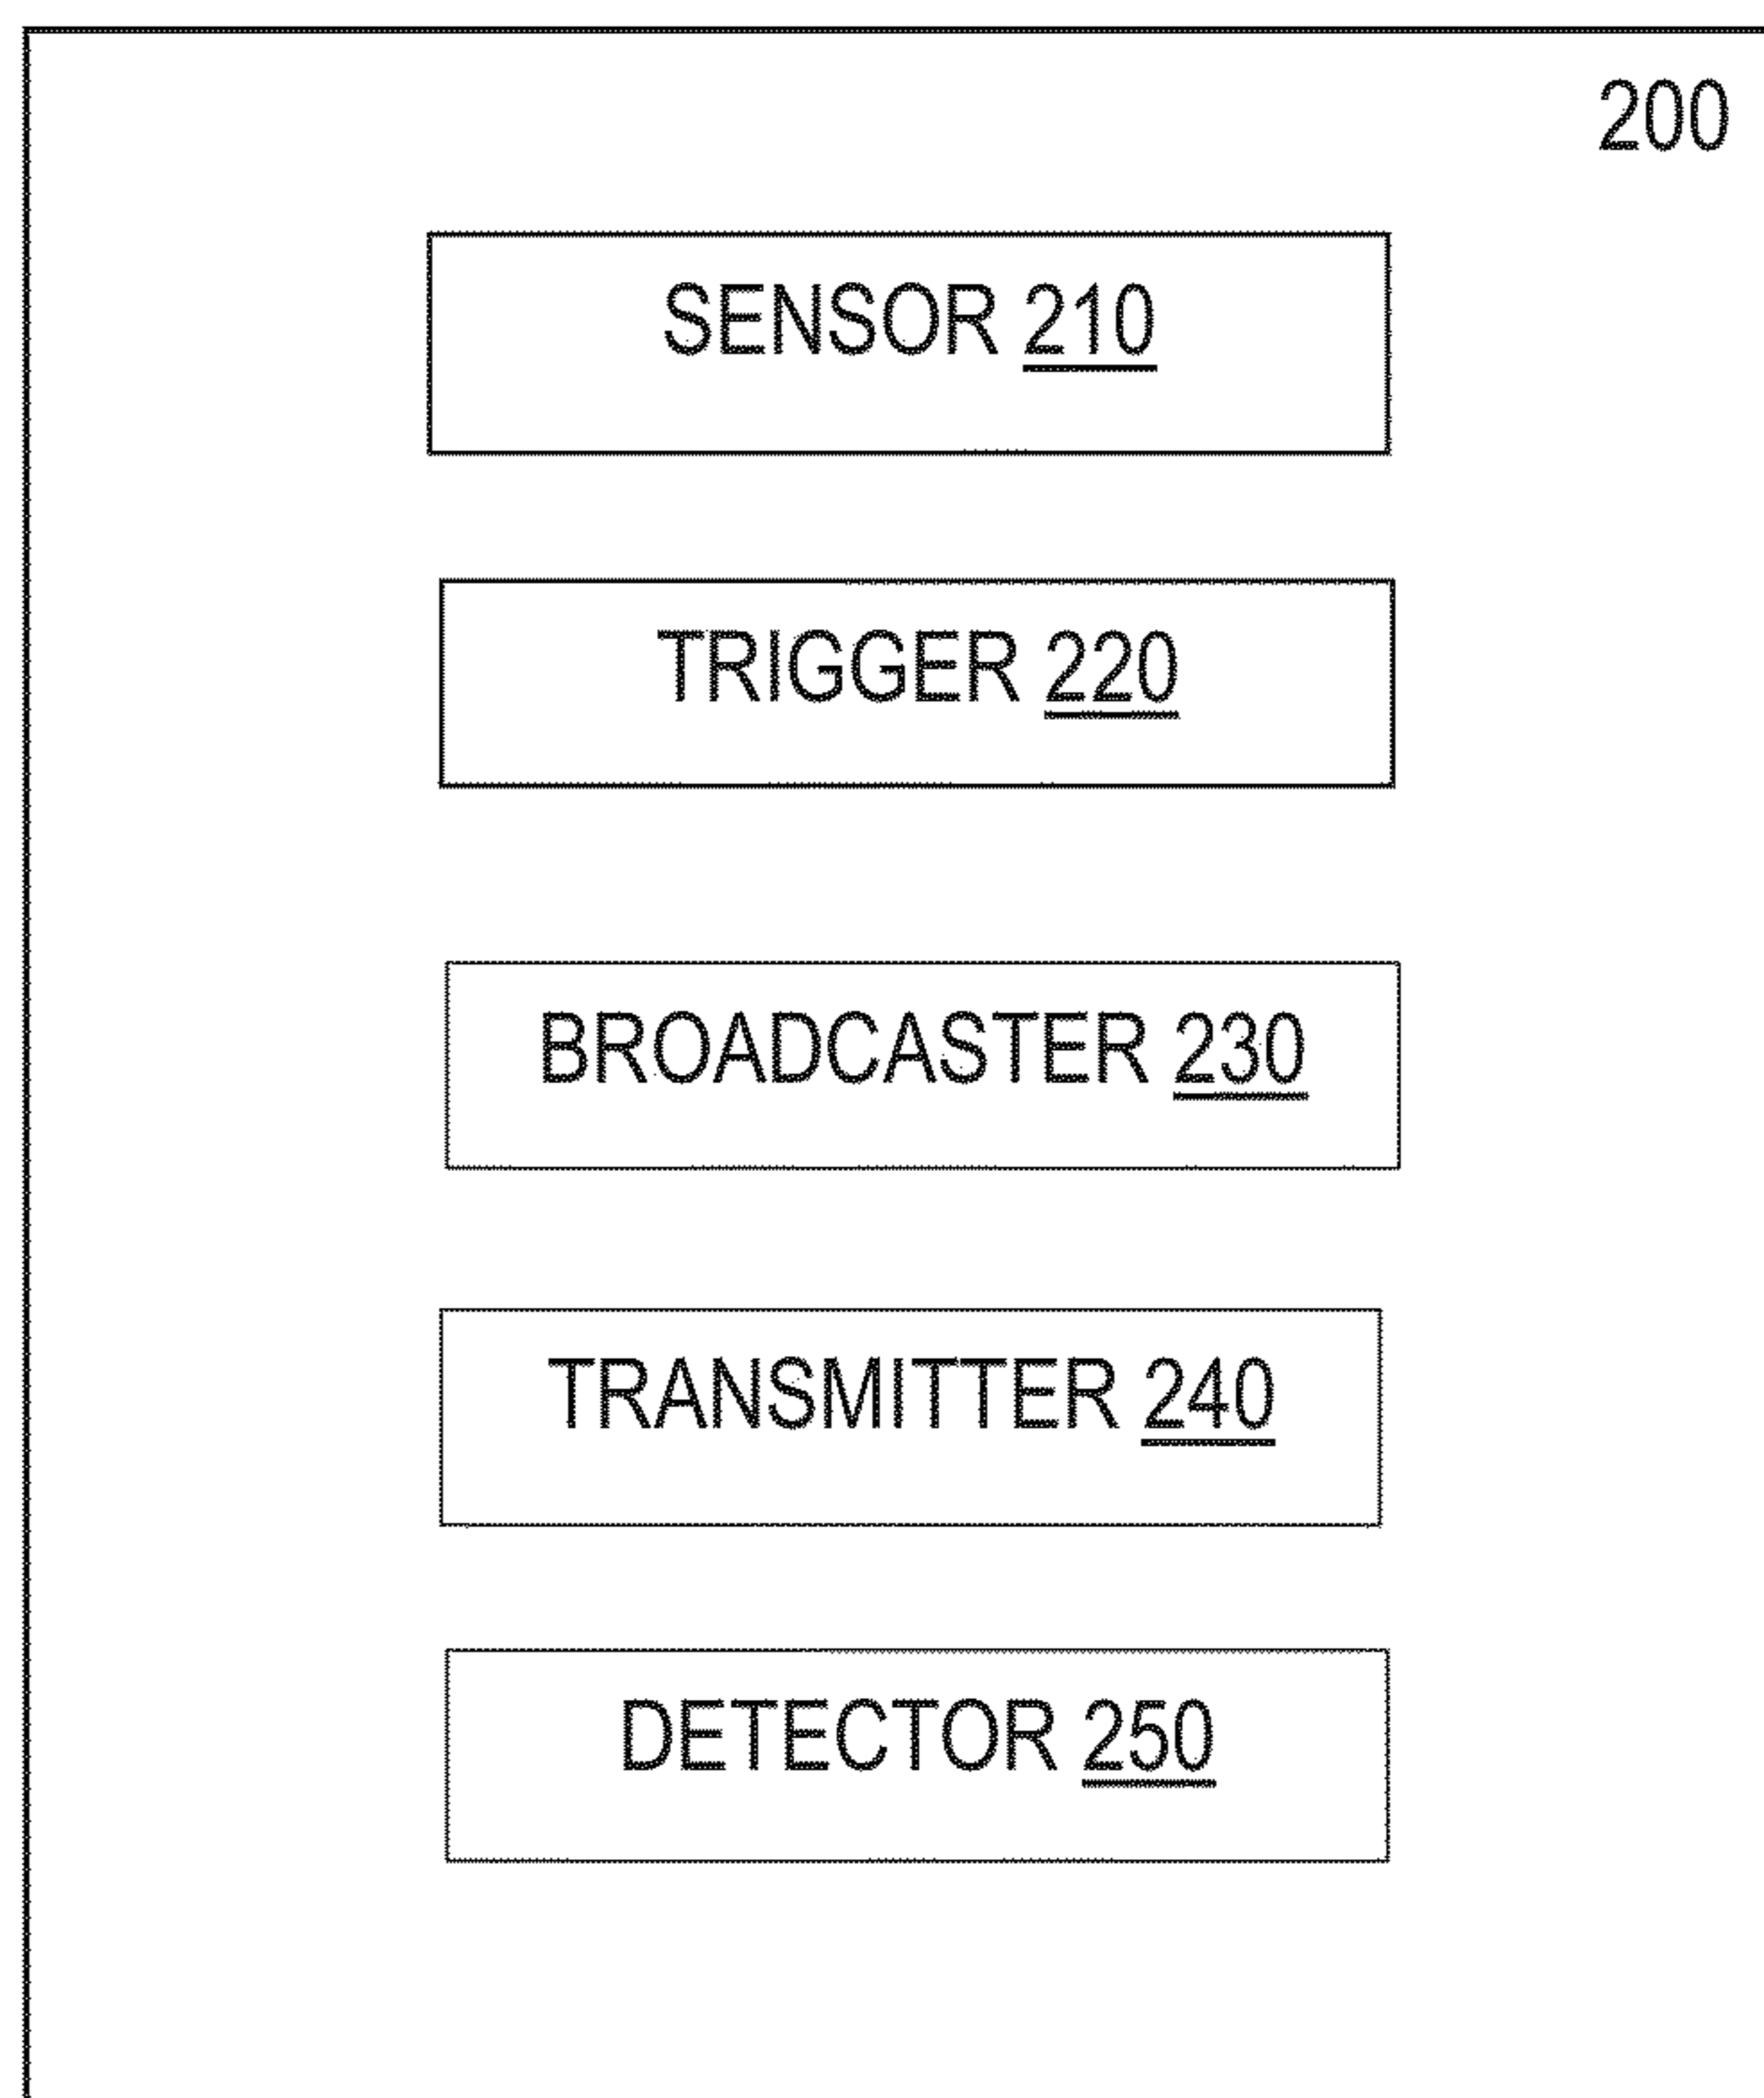 200
SENSOR 210
TRIGGER 220
BROADCASTER 230
TRANSMITTER 240
DETECTOR 250